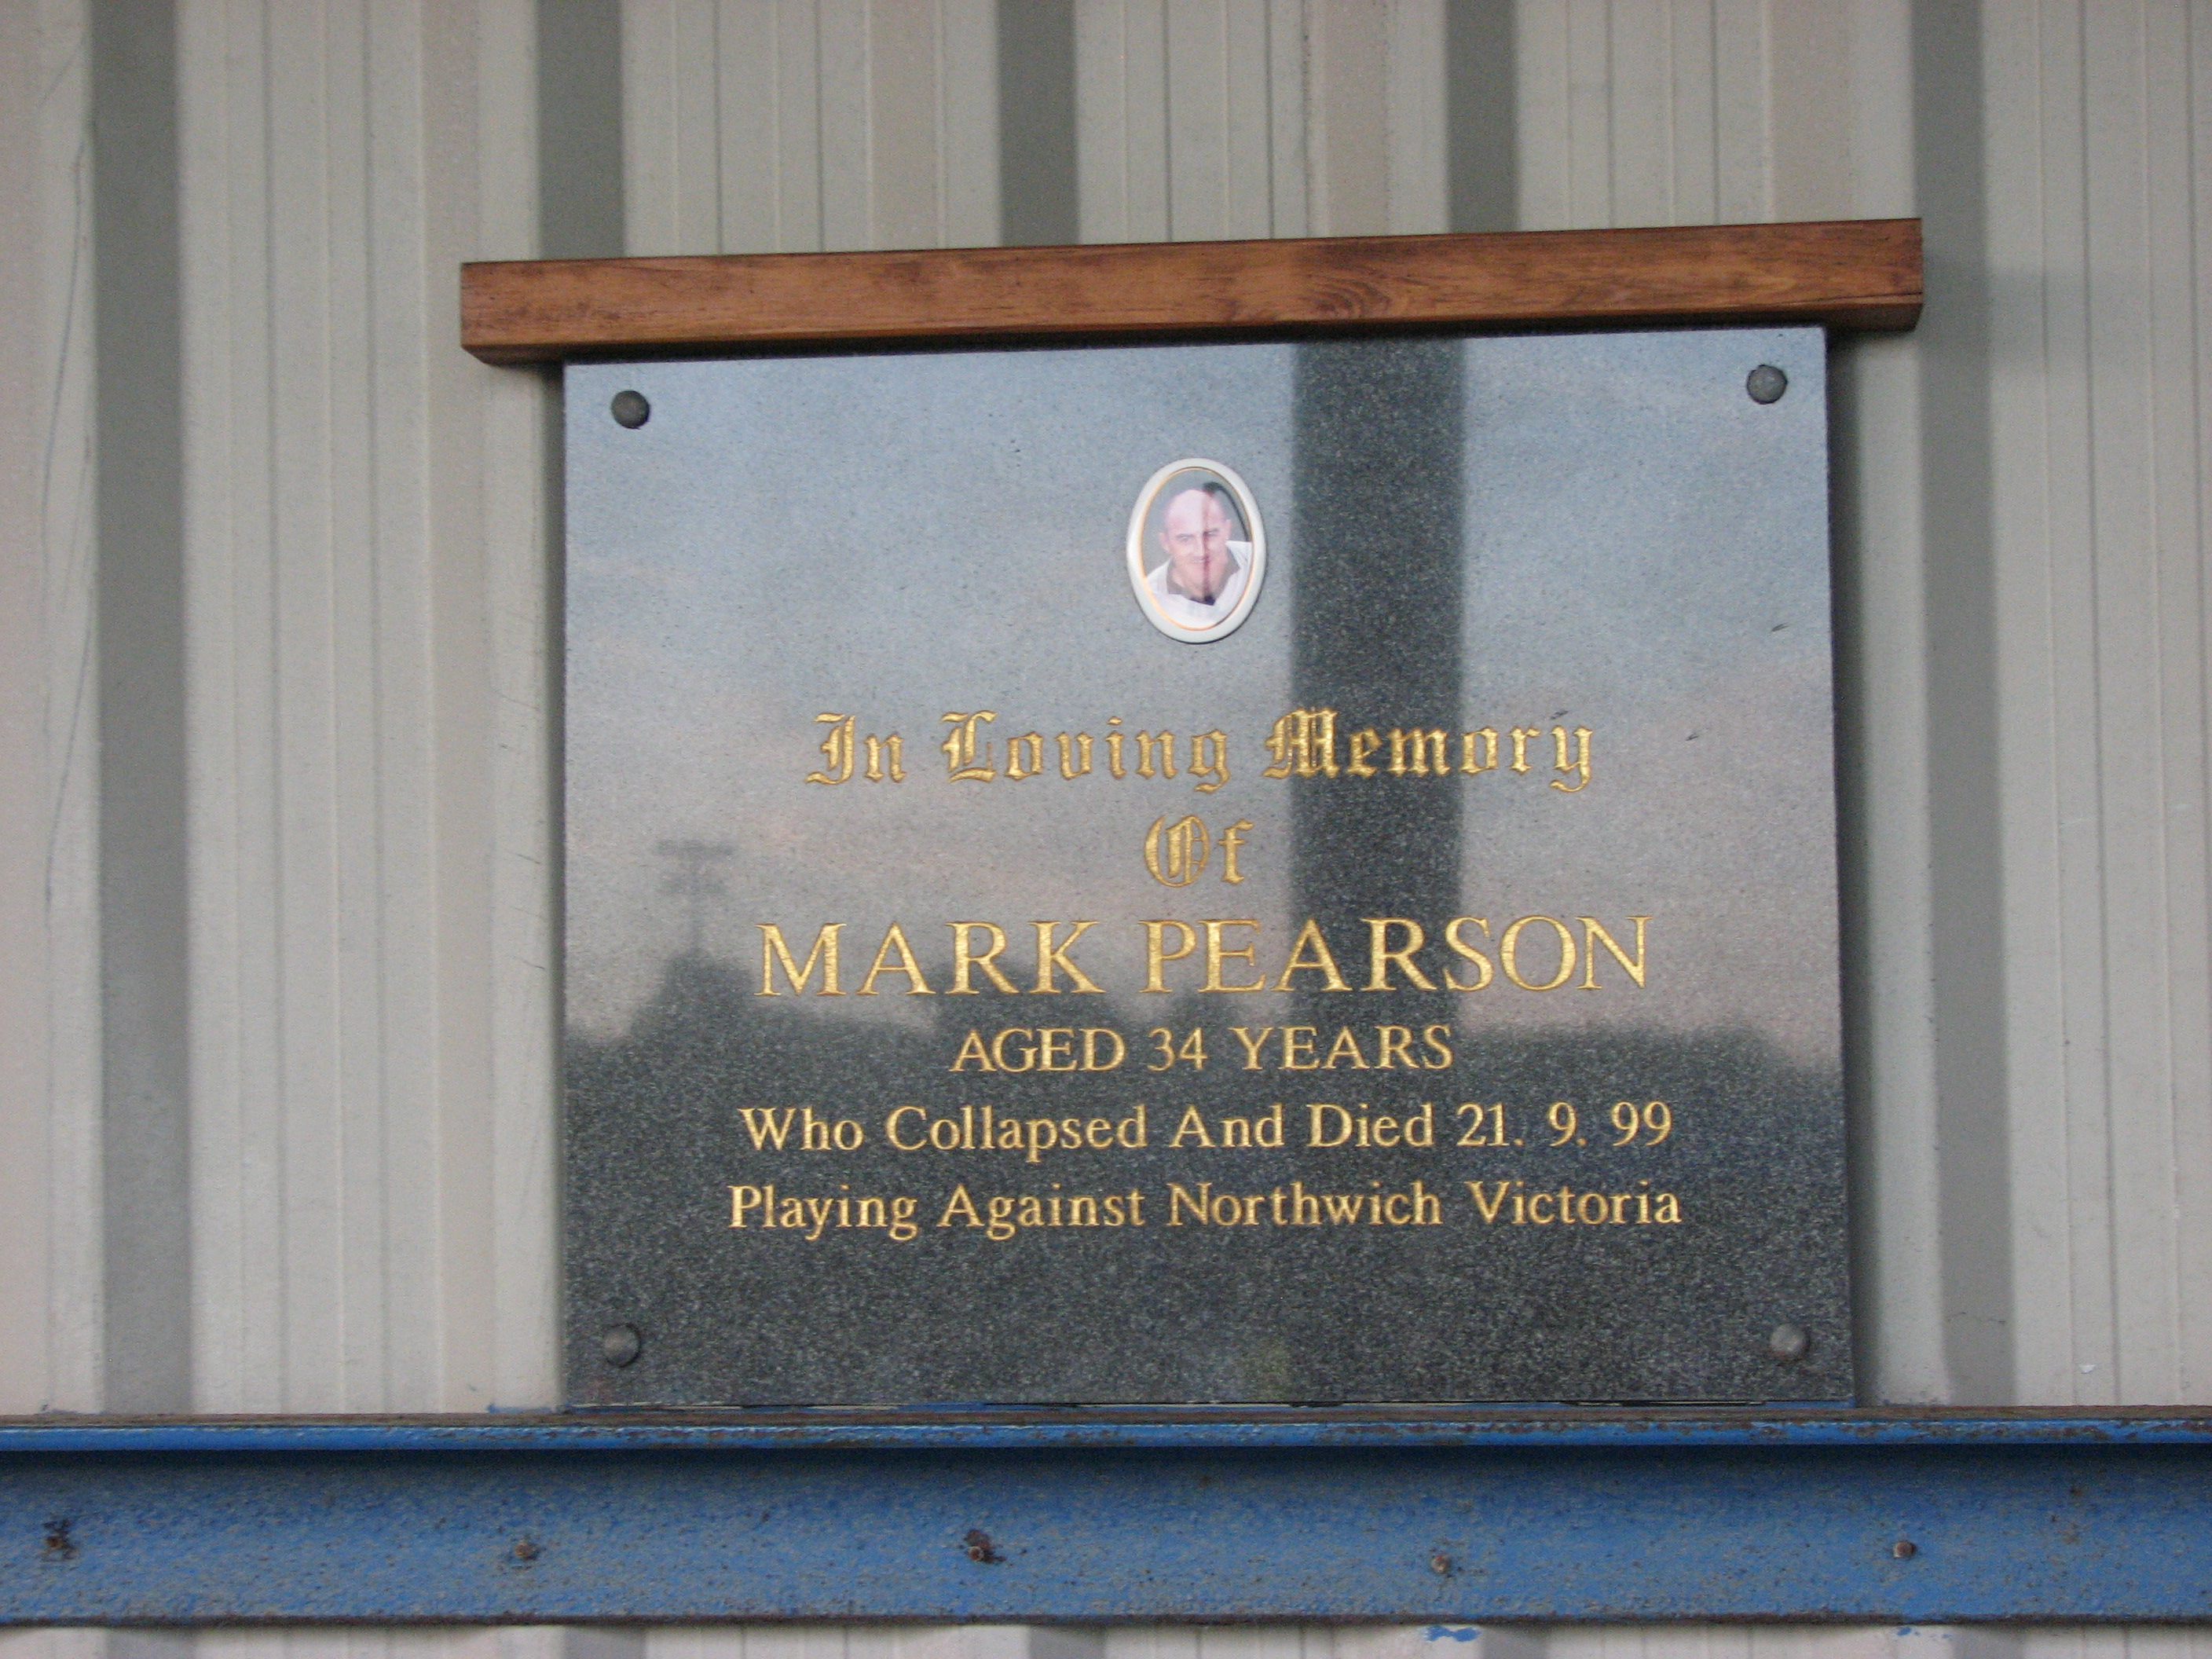 In Loving Memory
Of
MARK PEARSON
AGED 34 YEARS
Who Collapsed And Died 21. 9. 99
Playing Against Northwich Victoria